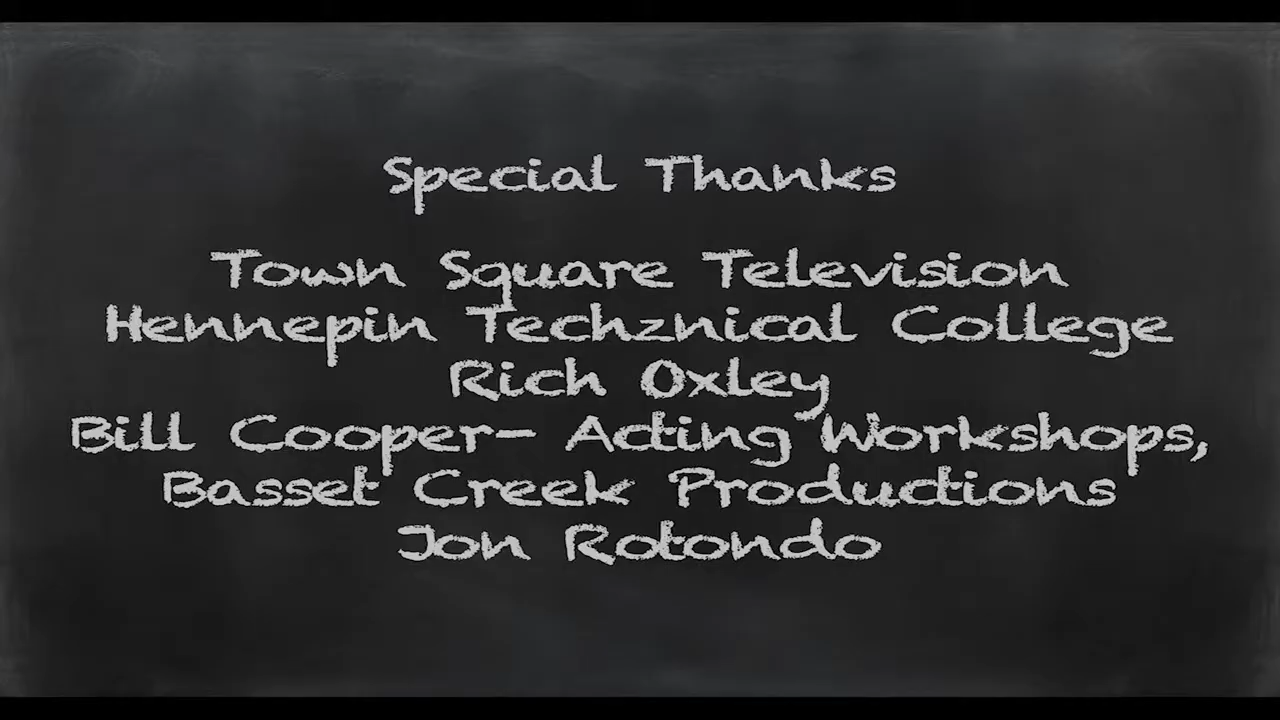 Special Thanks
Town Square Television
Hennepin Techznical College
Rich Oxley
Bill Cooper- Acting Workshops,
Basset Creek Productions
Jon Rotondo